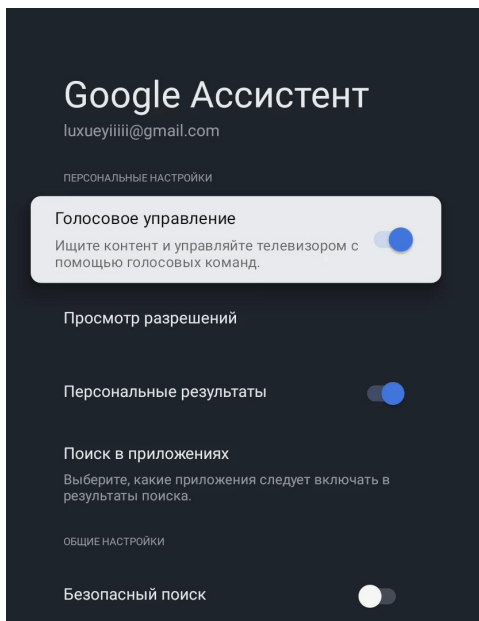 Google Ассистент
luxueyiiiii@gmail.com
ПЕРСОНАЛЬНЫЕ НАСТРОЙКИ
Голосовое управление
Ищите контент и управляйте телевизором с
помощью голосовых команд.
Просмотр разрешений
Персональные результаты
Поиск в приложениях
Выберите, какие приложения следует включать в
результаты поиска.
ОБЩИЕ НАСТРОЙКИ
Безопасный поиск